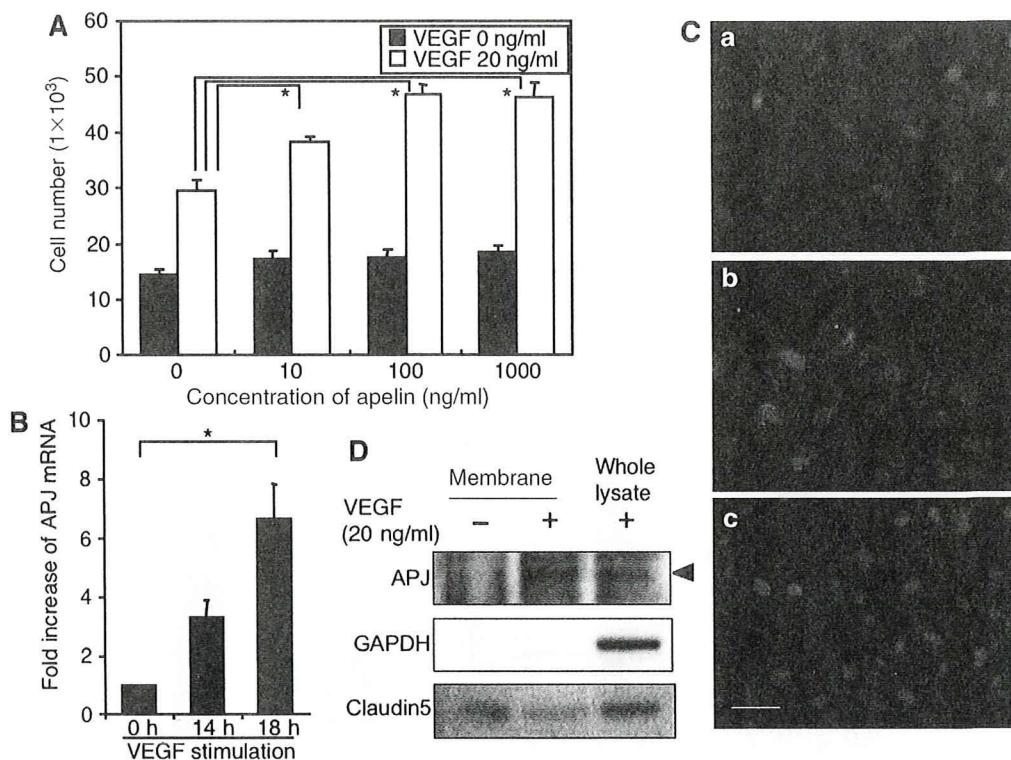 A
60
50
40
30
20
10
0
Cell number (1×10³)
VEGF 0 ng/ml
VEGF 20 ng/ml
*
*
*
0
10
100
1000
Concentration of apelin (ng/ml)
B
10
8
6
4
2
0
Fold increase of APJ mRNA
*
0 h
14 h
18 h
VEGF stimulation
C
a
b
c
D
Membrane
Whole
lysate
VEGF
(20 ng/ml)
−
+
+
APJ
GAPDH
Claudin5